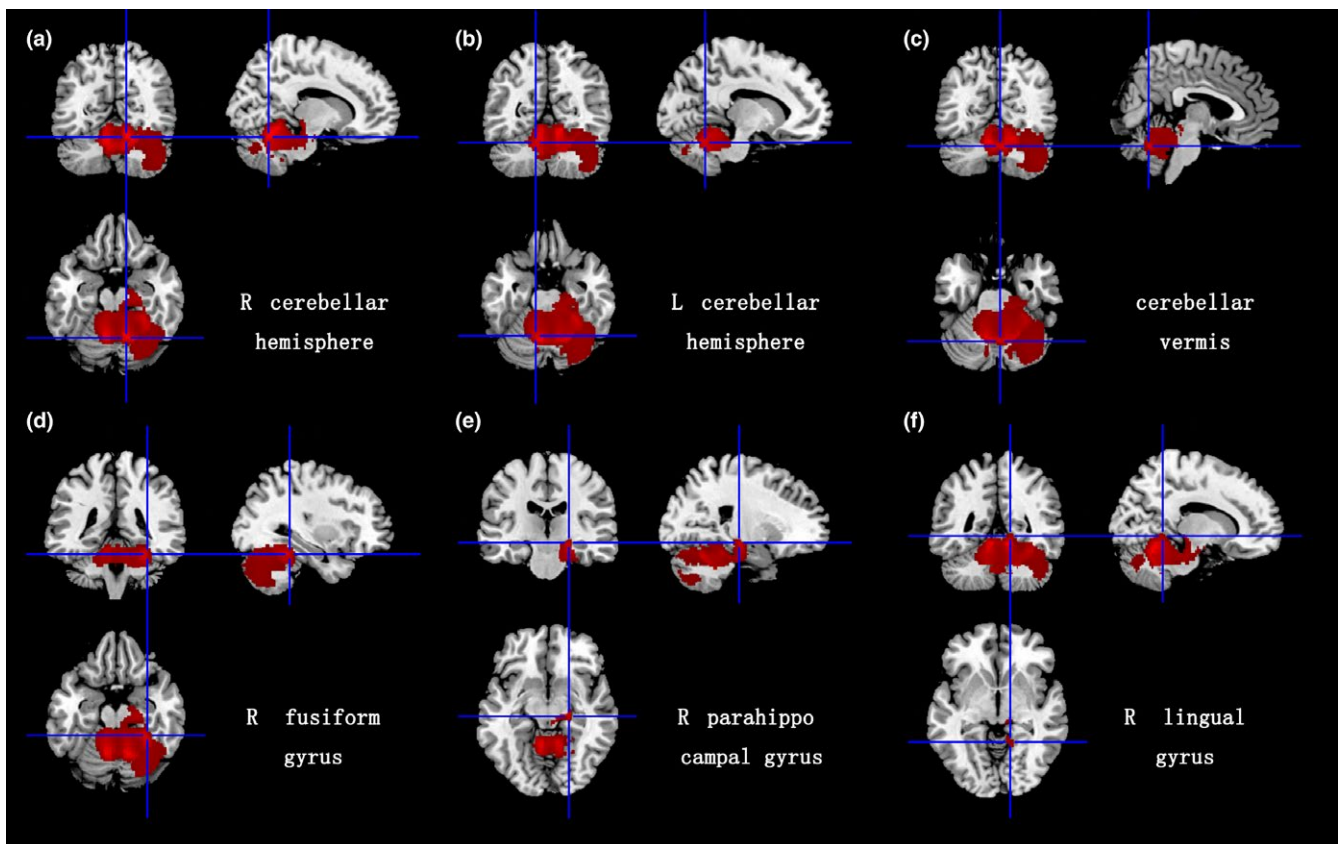 (a)
R cerebellar
hemisphere
(b)
L cerebellar
hemisphere
(c)
cerebellar
vermis
(d)
R fusiform
gyrus
(e)
R parahippo
campal gyrus
(f)
R lingual
gyrus